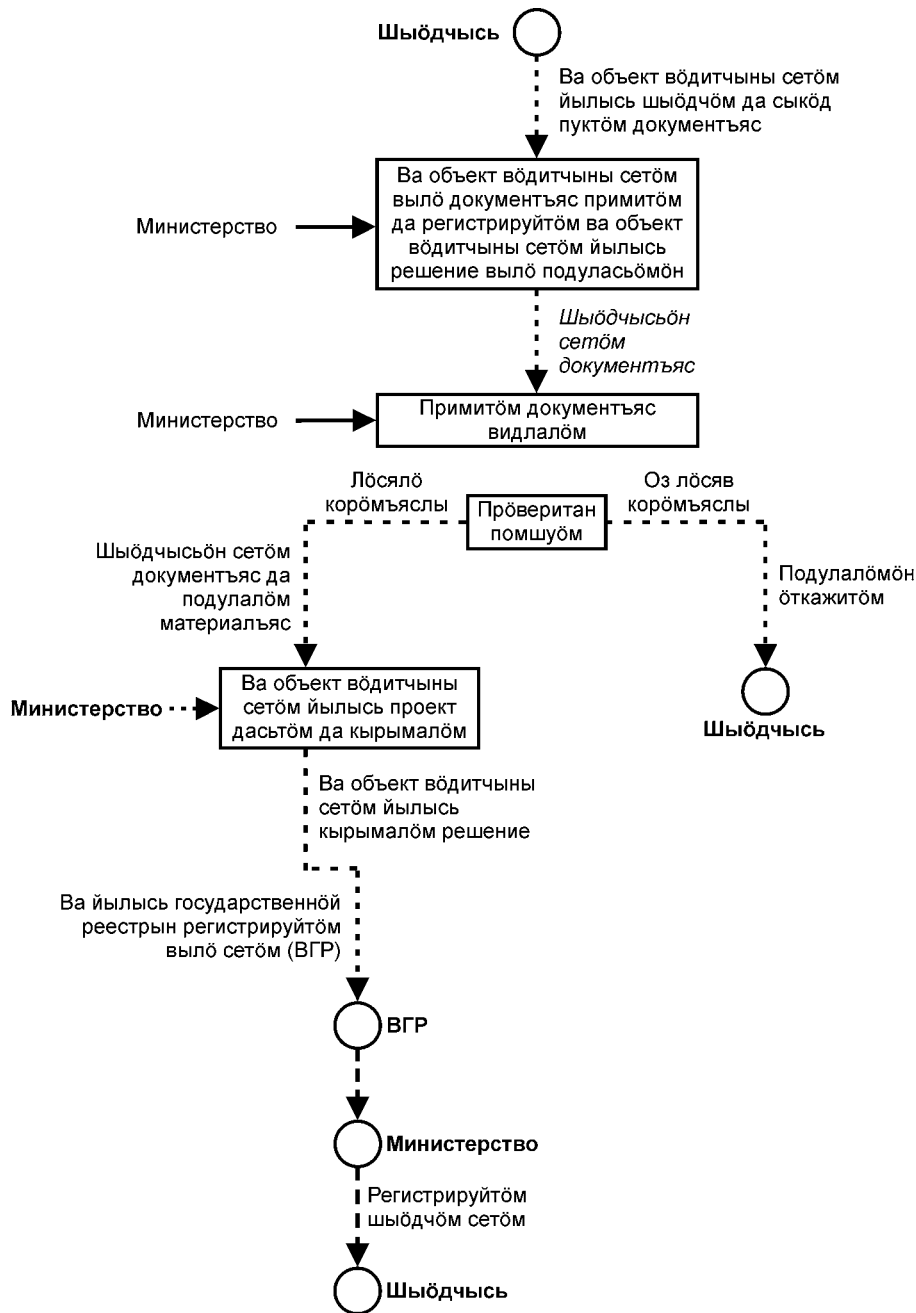 Шыӧдчысь
Ва объект вӧдитчыны сетӧм
йылысь шыӧдчӧм да сыкӧд
пуктӧм документъяс
Ва объект вӧдитчыны сетӧм
вылӧ документъяс примитӧм
да регистрируйтӧм ва объект
вӧдитчыны сетӧм йылысь
решение вылӧ подуласьӧмӧн
Министерство
Шыӧдчысьӧн
сетӧм
документъяс
Министерство
Примитӧм документъяс
видлалӧм
Лӧсялӧ
корӧмъяслы
Прӧверитан
помшуӧм
Оз лӧсяв
корӧмъяслы
Шыӧдчысьӧн сетӧм
документъяс да
подулалӧм
материалъяс
Подулалӧмӧн
ӧткажитӧм
Шыӧдчысь
Министерство
Ва объект вӧдитчыны
сетӧм йылысь проект
дасьтӧм да кырымалӧм
Ва объект вӧдитчыны
сетӧм йылысь
кырымалӧм решение
Ва йылысь государственнӧй
реестрын регистрируйтӧм
вылӧ сетӧм (ВГР)
ВГР
Министерство
Регистрируйтӧм
шыӧдчӧм сетӧм
Шыӧдчысь